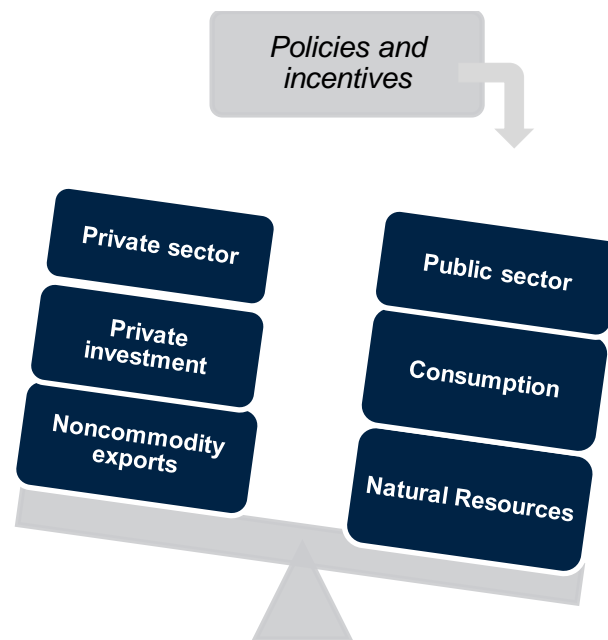 Policies and
incentives
Private sector
Private
investment
Noncommodity
exports
Public sector
Consumption
Natural Resources